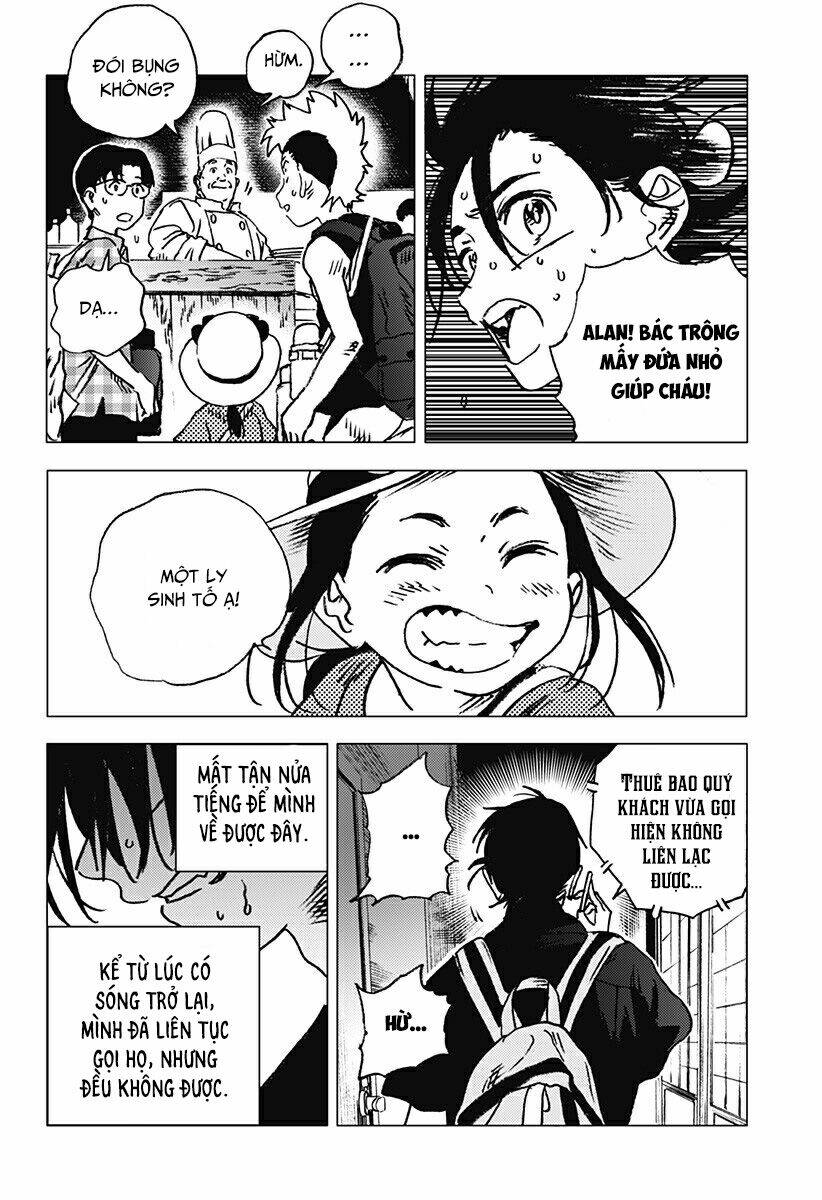 ALAN! BÁC TRÔNG
MẤY ĐỨA NHỎ
GIÚP CHÁU!
...
...
HỪM.
ĐÓI BỤNG
KHÔNG?
DẠ...
MỘT LY
SINH TỐ Ạ!
THUÊ BAO QUÝ
KHÁCH VỪA GỌI
HIỆN KHÔNG
LIÊN LẠC
ĐƯỢC...
...
HỪ...
MẤT TẬN NỬA
TIẾNG ĐỂ MÌNH
VỀ ĐƯỢC ĐÂY.
KỂ TỪ LÚC CÓ
SÓNG TRỞ LẠI,
MÌNH ĐÃ LIÊN TỤC
GỌI HỌ, NHƯNG
ĐỀU KHÔNG ĐƯỢC.